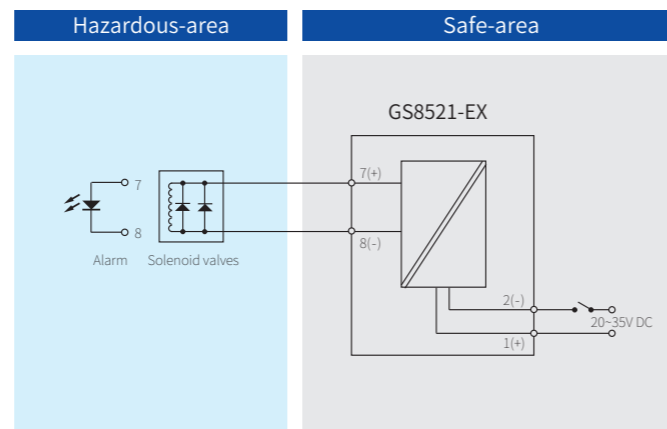 Hazardous-area
Safe-area
GS8521-EX
7
8
Alarm
Solenoid valves
7(+)
8(-)
2(-)
20~35V DC
1(+)